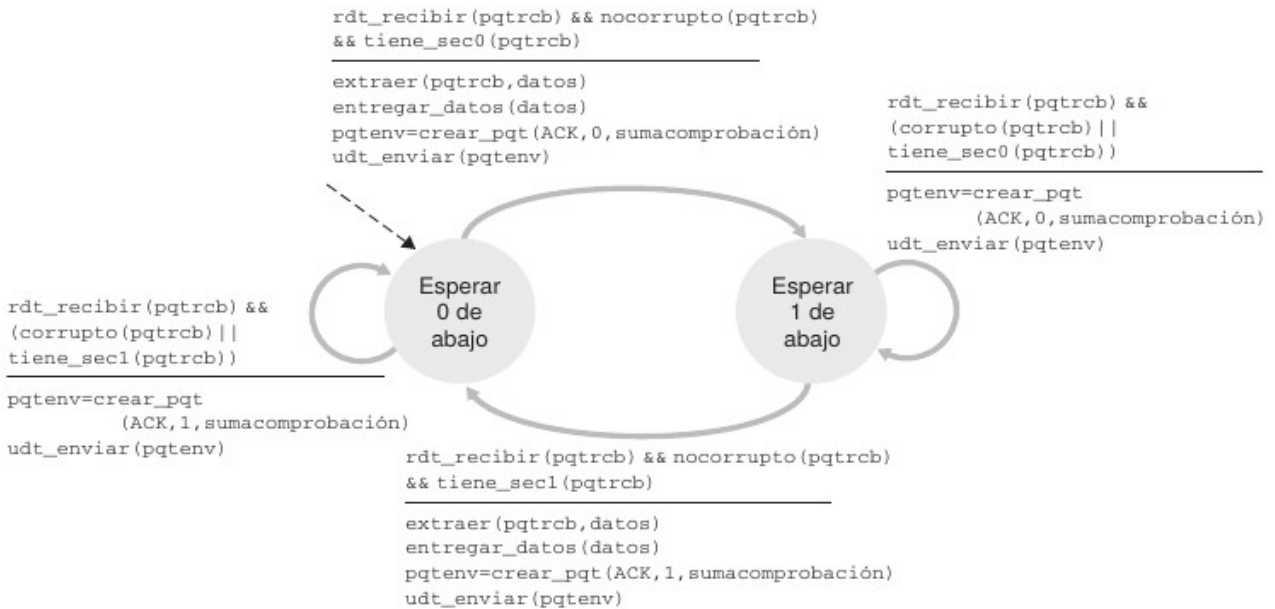 rdt_recibir(pqtrcb) && nocorrupto(pqtrcb)
&& tiene_sec0(pqtrcb)
extraer(pqtrcb,datos)
entregar_datos(datos)
pqtenv=crear_pqt(ACK,0,sumacomprobación)
udt_enviar(pqtenv)
rdt_recibir(pqtrcb) &&
(corrupto(pqtrcb)||
tiene_sec0(pqtrcb))
pqtenv=crear_pqt
(ACK,0,sumacomprobación)
udt_enviar(pqtenv)
Esperar
0 de
abajo
Esperar
1 de
abajo
rdt_recibir(pqtrcb) &&
(corrupto(pqtrcb)||
tiene_sec1(pqtrcb))
pqtenv=crear_pqt
(ACK,1,sumacomprobación)
udt_enviar(pqtenv)
rdt_recibir(pqtrcb) && nocorrupto(pqtrcb)
&& tiene_sec1(pqtrcb)
extraer(pqtrcb,datos)
entregar_datos(datos)
pqtenv=crear_pqt(ACK,1,sumacomprobación)
udt_enviar(pqtenv)